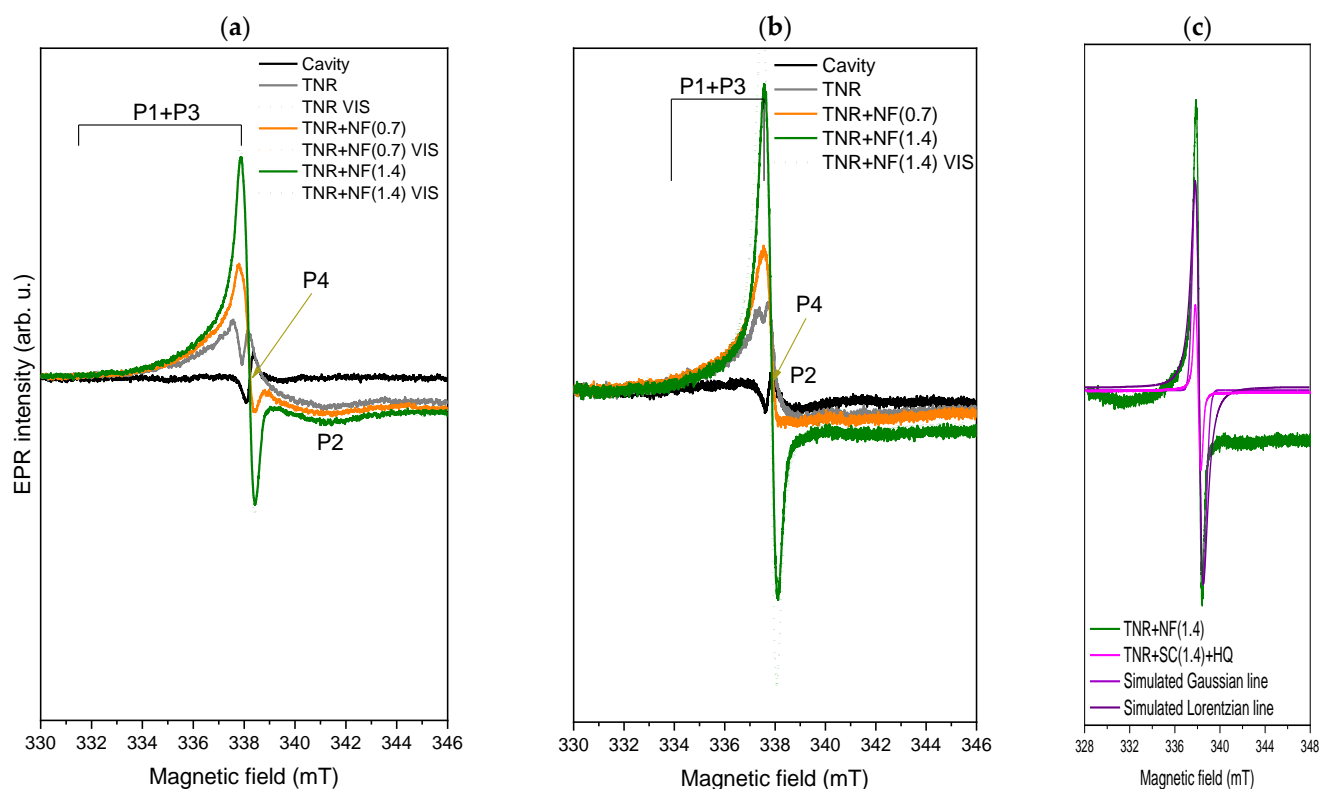 (a)
Cavity
TNR
TNR VIS
TNR+NF(0.7)
TNR+NF(0.7) VIS
TNR+NF(1.4)
TNR+NF(1.4) VIS
P1+P3
P4
P2
EPR intensity (arb. u.)
330 332 334 336 338 340 342 344 346
Magnetic field (mT)
(b)
Cavity
TNR
TNR+NF(0.7)
TNR+NF(1.4)
TNR+NF(1.4) VIS
P1+P3
P4
P2
330 332 334 336 338 340 342 344 346
Magnetic field (mT)
(c)
TNR+NF(1.4)
TNR+SC(1.4)+HQ
Simulated Gaussian line
Simulated Lorentzian line
328 332 336 340 344 348
Magnetic field (mT)